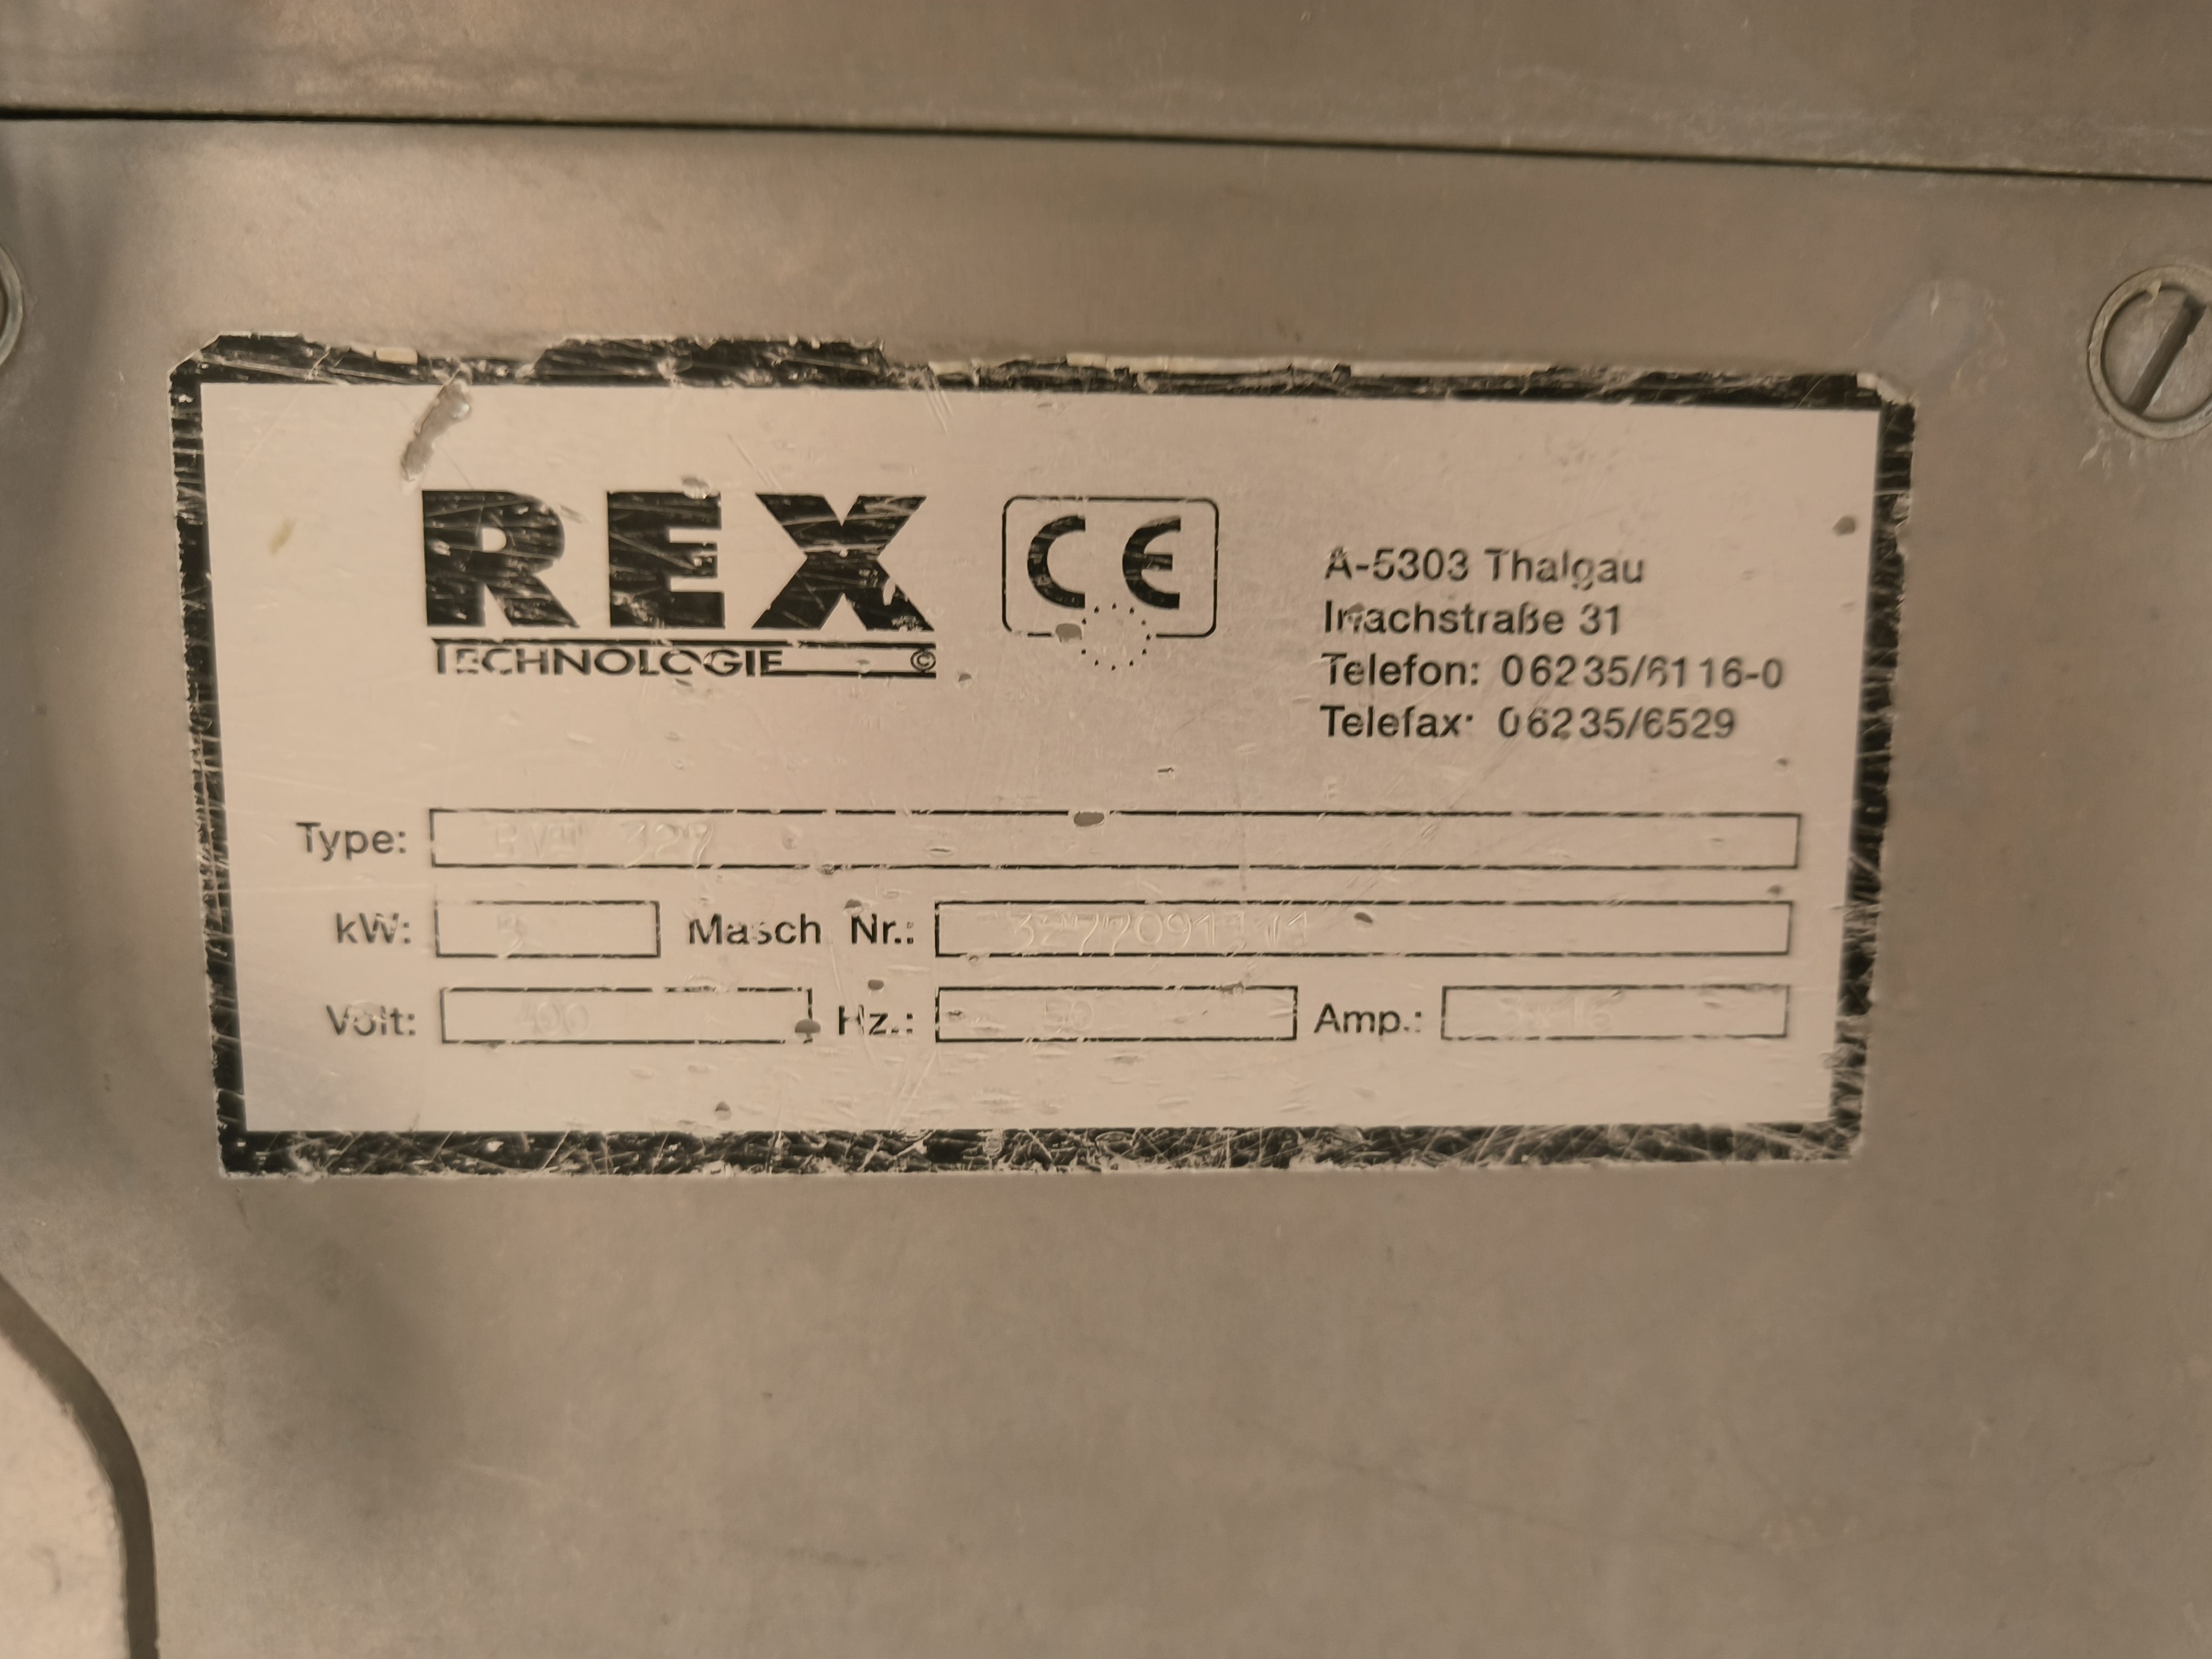 REX CE
TECHNOLOGIE ©
A-5303 Thalgau
Irrachstraße 31
Telefon: 06235/6116-0
Telefax: 06235/6529
Type: 327
kW:
Masch Nr.:
Volt: 400 Hz.: 50 Amp.: